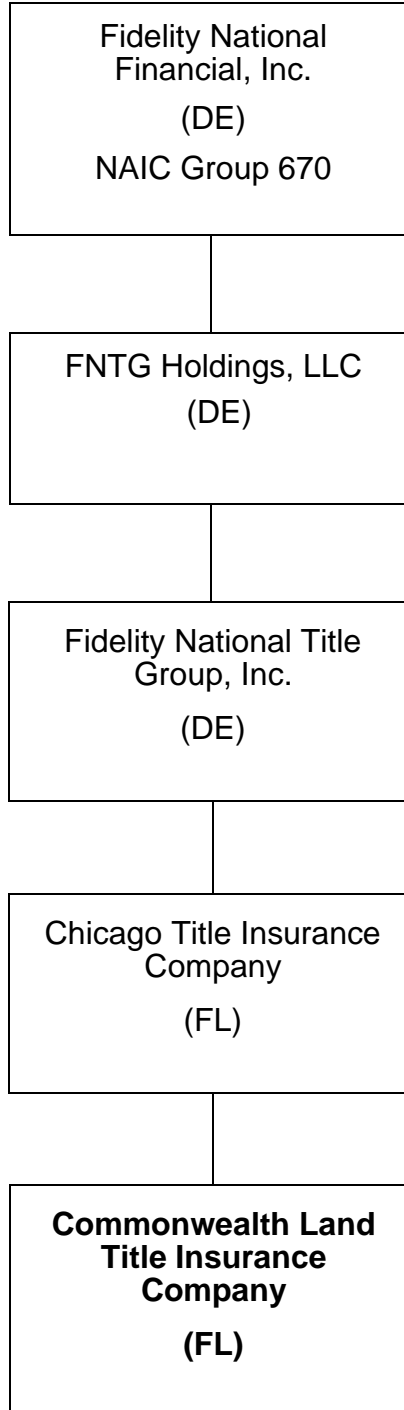 Fidelity National
Financial, Inc.
(DE)
NAIC Group 670
FNTG Holdings, LLC
(DE)
Fidelity National Title
Group, Inc.
(DE)
Chicago Title Insurance
Company
(FL)
Commonwealth Land
Title Insurance
Company
(FL)